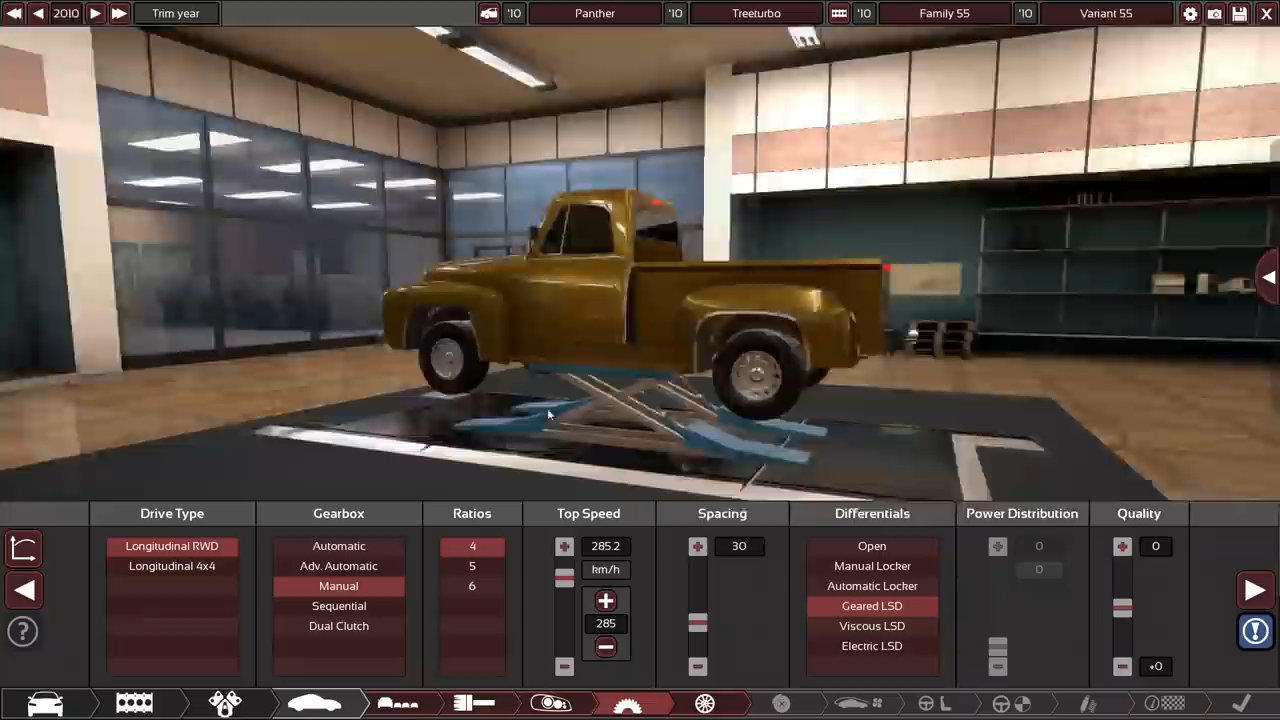 2010 Trim year '10 Panther '10 Treeturbo '10 Family 55 '10 Variant 55
Drive Type Gearbox Ratios Top Speed Spacing Differentials Power Distribution Quality
Longitudinal RWD Automatic 4 285.2 30 Open 0 0
Longitudinal 4x4 Adv. Automatic 5 km/h Manual Locker 0
Manual 6 Automatic Locker
Sequential 285 Geared LSD
Dual Clutch Viscous LSD
Electric LSD
+0